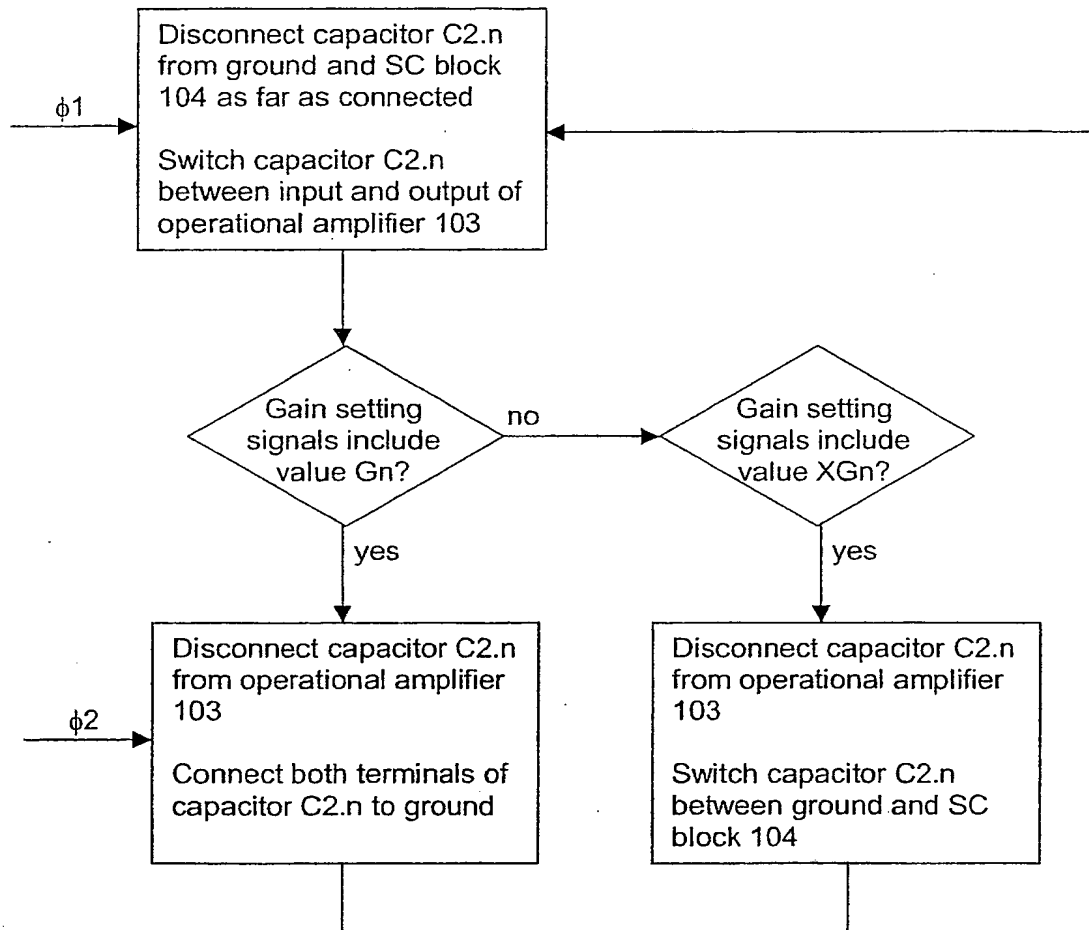 Disconnect capacitor C2.n
from ground and SC block
104 as far as connected
ϕ1
Switch capacitor C2.n
between input and output of
operational amplifier 103
Gain setting
signals include
value Gn?
no
Gain setting
signals include
value XGn?
yes
yes
Disconnect capacitor C2.n
from operational amplifier
103
ϕ2
Connect both terminals of
capacitor C2.n to ground
Disconnect capacitor C2.n
from operational amplifier
103
Switch capacitor C2.n
between ground and SC
block 104